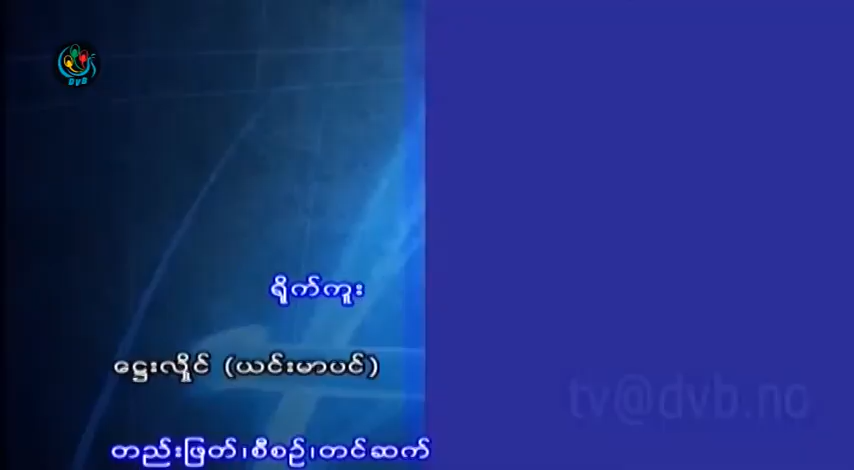 DVB
ရိုက်ကူး
ဌေးလှိုင် (ယင်းမာပင်)
တည်းဖြတ်၊စီစဉ်၊တင်ဆက်
tv@dvb.no